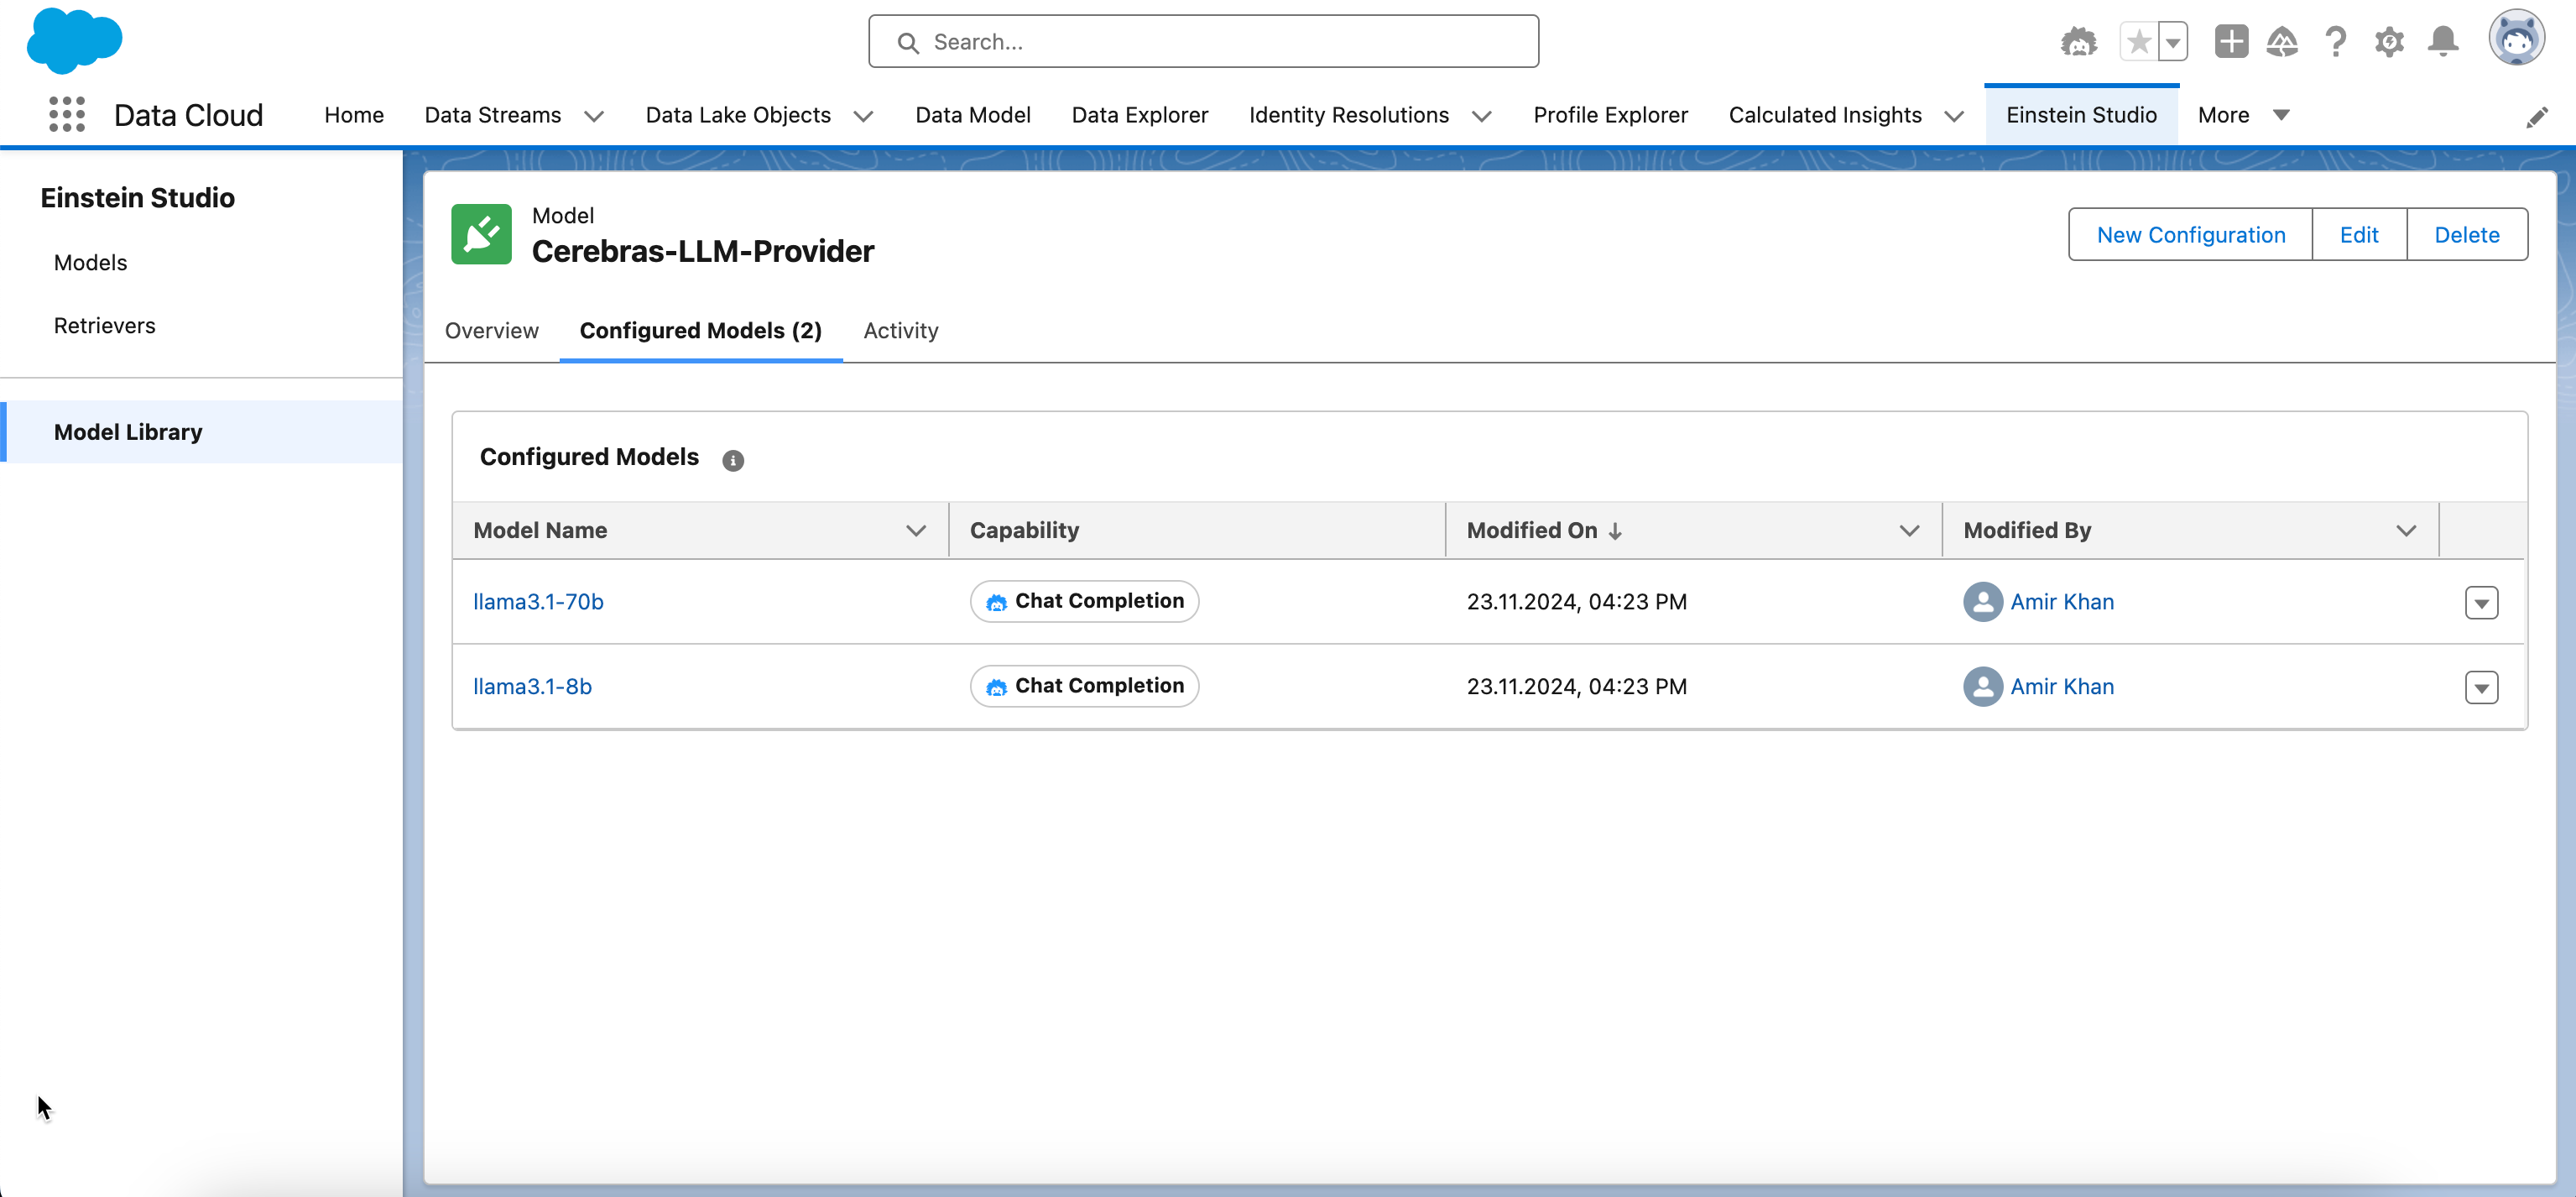 Search...
Data Cloud Home Data Streams Data Lake Objects Data Model Data Explorer Identity Resolutions Profile Explorer Calculated Insights Einstein Studio More
Einstein Studio
Models
Retrievers
Model Library
Model
Cerebras-LLM-Provider
New Configuration Edit Delete
Overview Configured Models (2) Activity
Configured Models
Model Name Capability Modified On Modified By
llama3.1-70b Chat Completion 23.11.2024, 04:23 PM Amir Khan
llama3.1-8b Chat Completion 23.11.2024, 04:23 PM Amir Khan